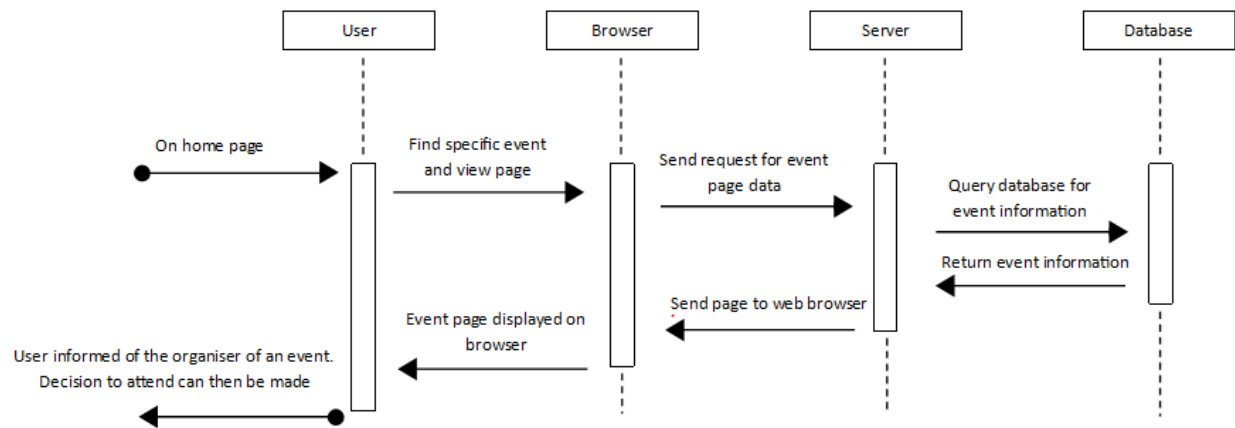 User
Browser
Server
Database
On home page
Find specific event
and view page
Send request for event
page data
Query database for
event information
Return event information
Send page to web browser
Event page displayed on
browser
User informed of the organiser of an event.
Decision to attend can then be made